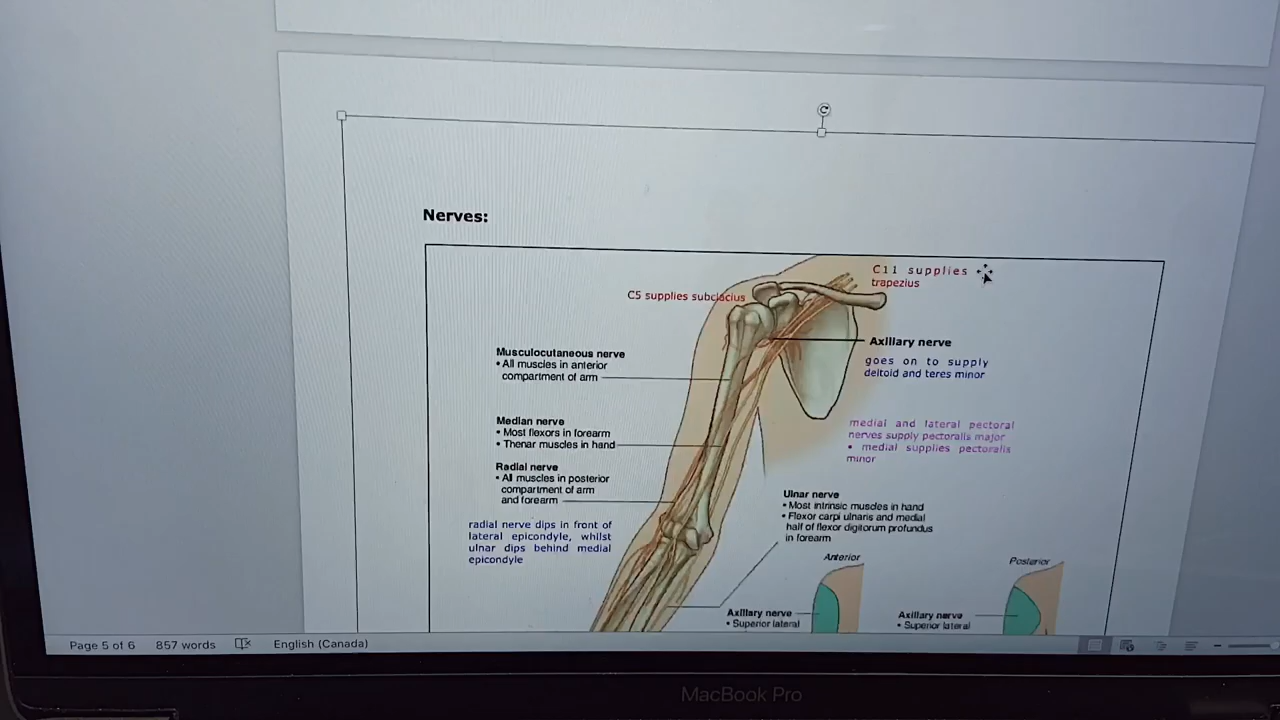 Nerves:
C11 supplies
trapezius
C5 supplies subclacius
Axillary nerve
goes on to supply
deltoid and teres minor
Musculocutaneous nerve
• All muscles in anterior
compartment of arm
Median nerve
• Most flexors in forearm
• Thenar muscles in hand
medial and lateral pectoral
nerves supply pectoralis major
• medial supplies pectoralis
minor
Radial nerve
• All muscles in posterior
compartment of arm
and forearm
Ulnar nerve
• Most intrinsic muscles in hand
• Flexor carpi ulnaris and medial
half of flexor digitorum profundus
in forearm
radial nerve dips in front of
lateral epicondyle, whilst
ulnar dips behind medial
epicondyle
Anterior
Posterior
Axillary nerve
• Superior lateral
Axillary nerve
• Superior lateral
Page 5 of 6 857 words English (Canada)
MacBook Pro